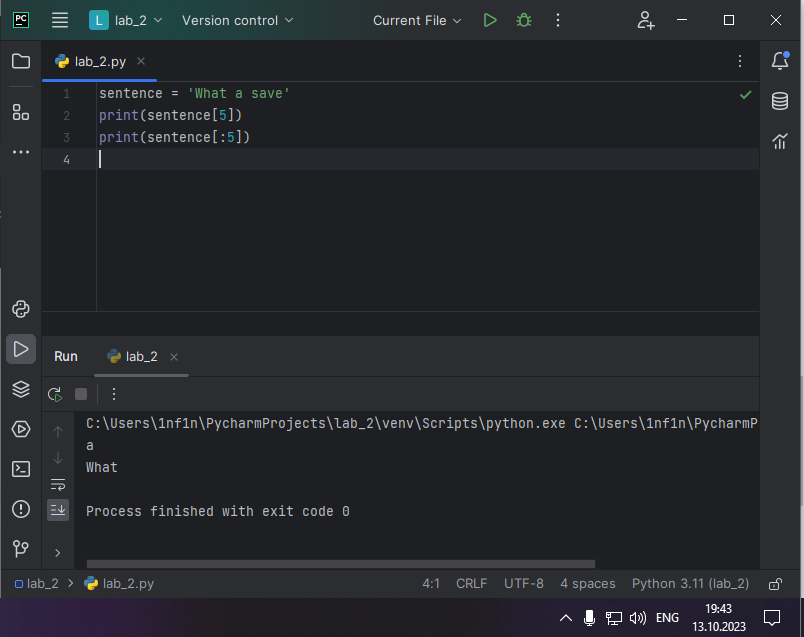 PC L lab_2 Version control Current File
lab_2.py
1 sentence = 'What a save'
2 print(sentence[5])
3 print(sentence[:5])
4
Run lab_2
C:\Users\1nf1n\PycharmProjects\lab_2\venv\Scripts\python.exe C:\Users\1nf1n\PycharmP
a
What
Process finished with exit code 0
lab_2 > lab_2.py 4:1 CRLF UTF-8 4 spaces Python 3.11 (lab_2)
ENG 19:43
13.10.2023